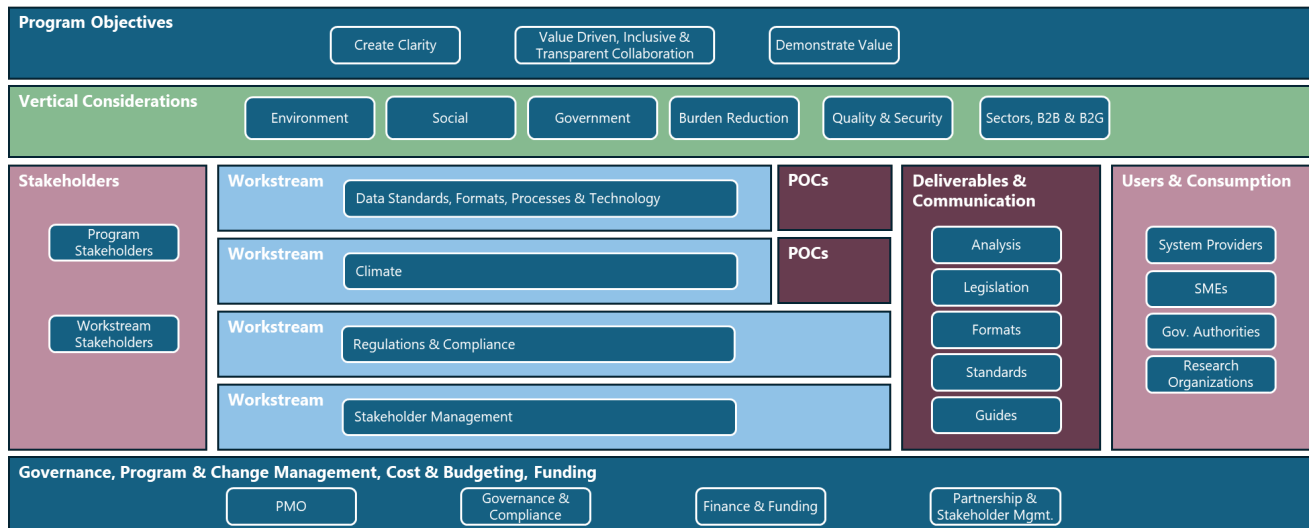 Program Objectives
Create Clarity
Value Driven, Inclusive &
Transparent Collaboration
Demonstrate Value
Vertical Considerations
Environment
Social
Government
Burden Reduction
Quality & Security
Sectors, B2B & B2G
Stakeholders
Program
Stakeholders
Workstream
Stakeholders
Workstream
Data Standards, Formats, Processes & Technology
POCs
Workstream
Climate
POCs
Workstream
Regulations & Compliance
Workstream
Stakeholder Management
Deliverables &
Communication
Analysis
Legislation
Formats
Standards
Guides
Users & Consumption
System Providers
SMEs
Gov. Authorities
Research
Organizations
Governance, Program & Change Management, Cost & Budgeting, Funding
PMO
Governance &
Compliance
Finance & Funding
Partnership &
Stakeholder Mgmt.